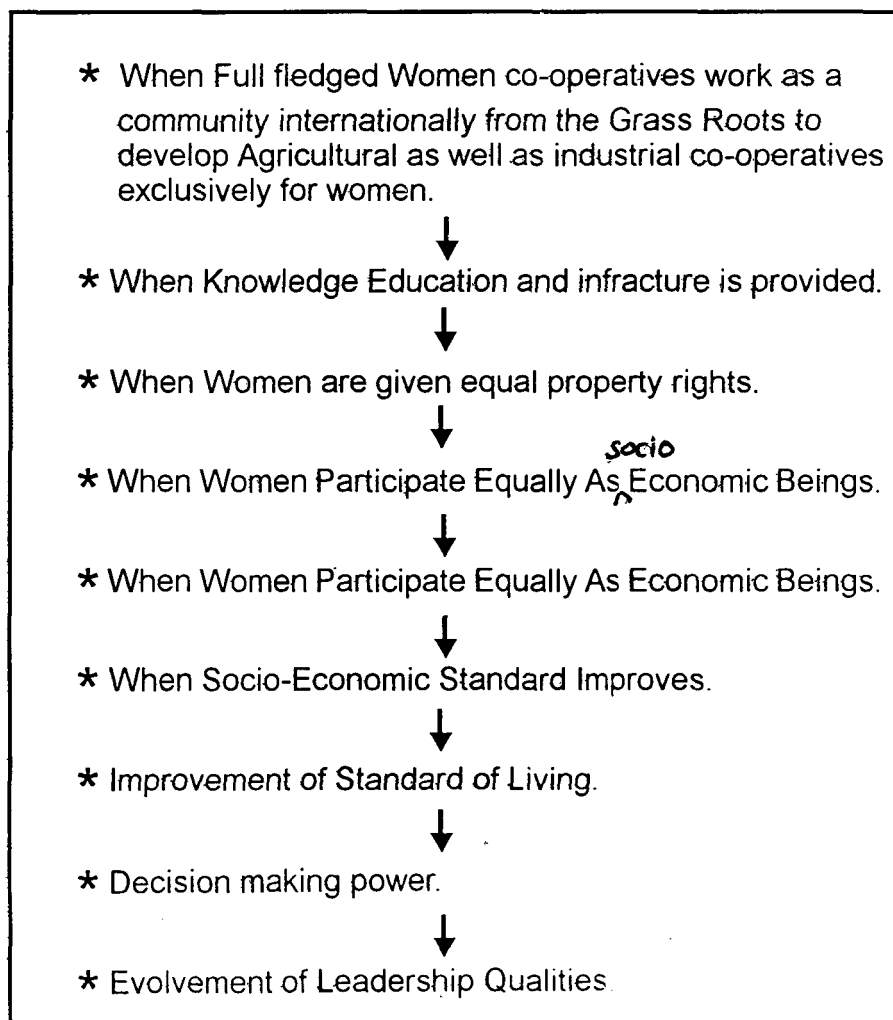 * When Full fledged Women co-operatives work as a
community internationally from the Grass Roots to
develop Agricultural as well as industrial co-operatives
exclusively for women.
* When Knowledge Education and infracture is provided.
* When Women are given equal property rights.
socio
* When Women Participate Equally As ^ Economic Beings.
* When Women Participate Equally As Economic Beings.
* When Socio-Economic Standard Improves.
* Improvement of Standard of Living.
* Decision making power.
* Evolvement of Leadership Qualities